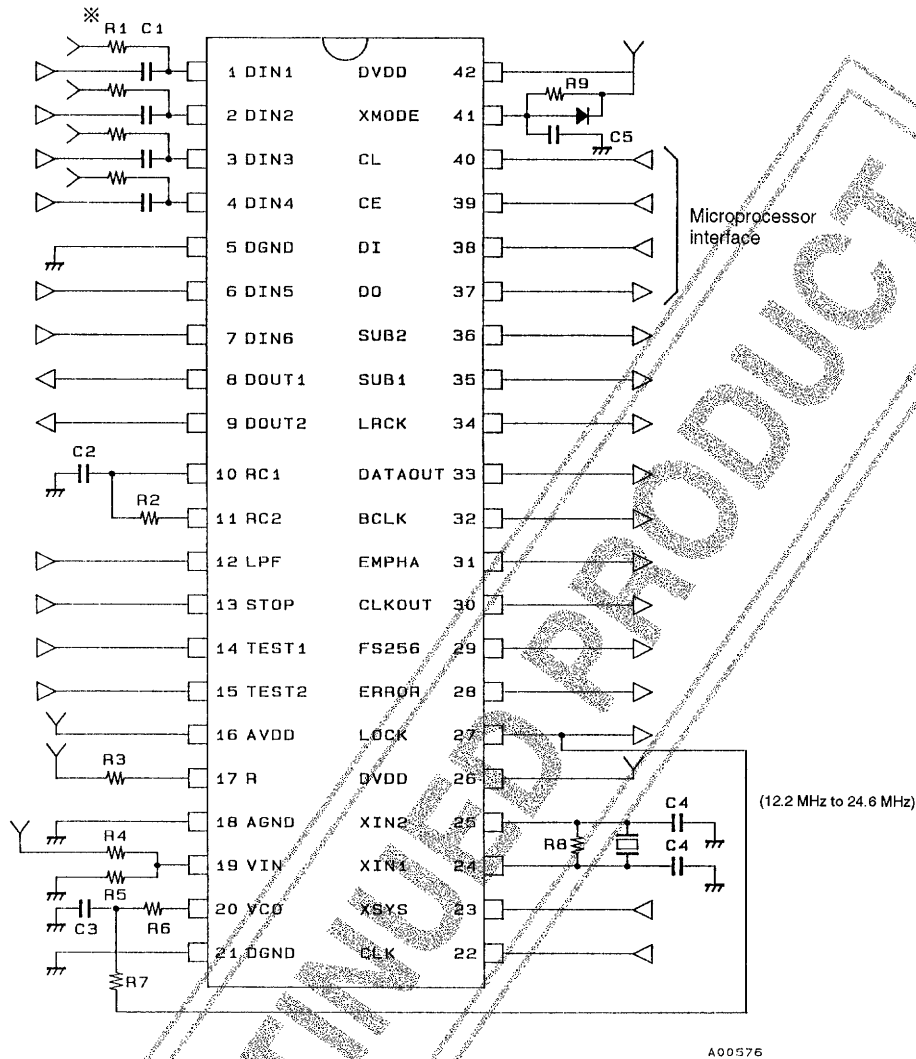 ※
R1 C1
1 DIN1 DVDD 42
R9
2 DIN2 XMODE 41
C5
3 DIN3 CL 40
4 DIN4 CE 39
Microprocessor
interface
5 DGND DI 38
6 DIN5 DO 37
7 DIN6 SUB2 36
8 DOUT1 SUB1 35
9 DOUT2 LRCK 34
C2
10 RC1 DATAOUT 33
R2
11 RC2 BCLK 32
12 LPF EMPHA 31
13 STOP CLKOUT 30
14 TEST1 FS256 29
15 TEST2 ERROR 28
16 AVDD LOCK 27
R3
17 R DVDD 26
(12.2 MHz to 24.6 MHz)
18 AGND XIN2 25
C4
R4
R8
C4
19 VIN XIN1 24
R5
20 VCO XSYS 23
C3 R6
21 DGND CLK 22
R7
TINUED PRODUCT
A00576